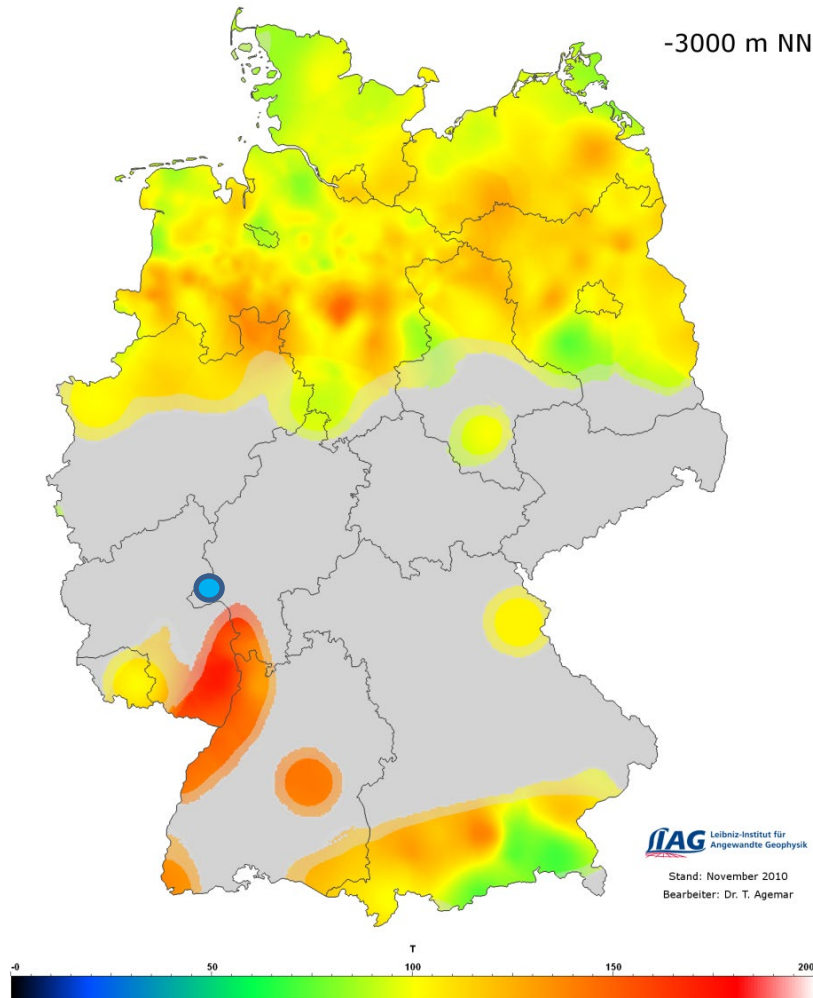 -3000 m NN
LIAG Leibniz-Institut für
Angewandte Geophysik
Stand: November 2010
Bearbeiter: Dr. T. Agemar
T
-0 50 100 150 200